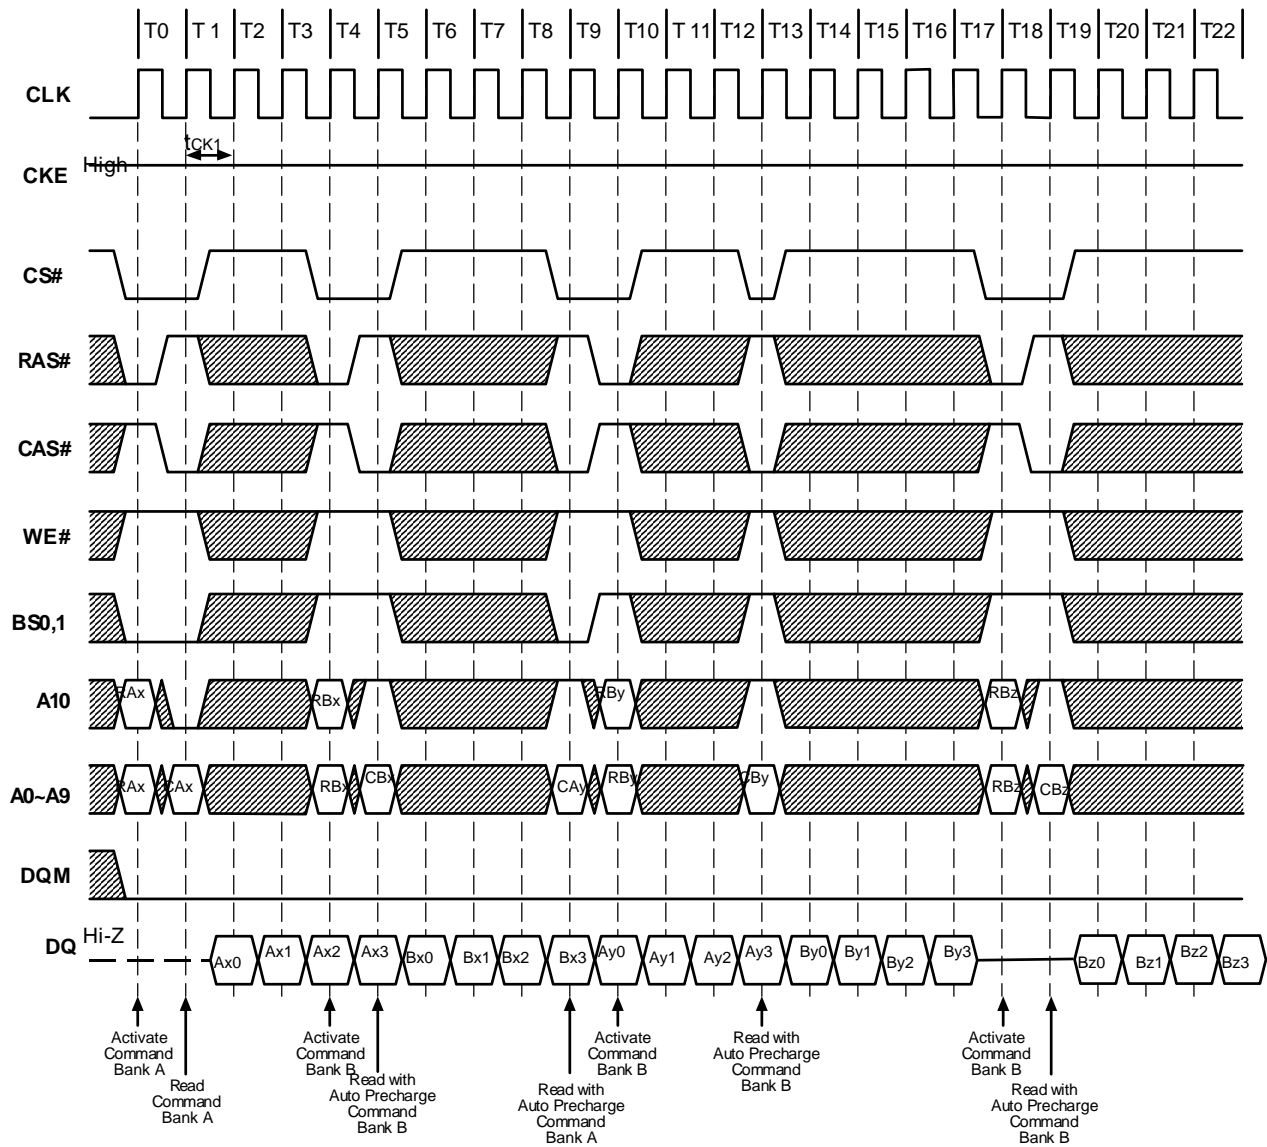 T0 T 1 T2 T3 T4 T5 T6 T7 T8 T9 T10 T 11 T12 T13 T14 T15 T16 T17 T18 T19 T20 T21 T22
CLK
tCK1
CKE High
CS#
RAS#
CAS#
WE#
BS0,1
A10 RAx RBx RBy RBz
A0~A9 RAx CAx RBx CBx CAy RBy CBy RBz CBz
DQM
DQ Hi-Z Ax0 Ax1 Ax2 Ax3 Bx0 Bx1 Bx2 Bx3 Ay0 Ay1 Ay2 Ay3 By0 By1 By2 By3 Bz0 Bz1 Bz2 Bz3
Activate
Command
Bank A
Read
Command
Bank A
Activate
Command
Bank B
Read with
Auto Precharge
Command
Bank B
Read with
Auto Precharge
Command
Bank A
Activate
Command
Bank B
Read with
Auto Precharge
Command
Bank B
Activate
Command
Bank B
Read with
Auto Precharge
Command
Bank B